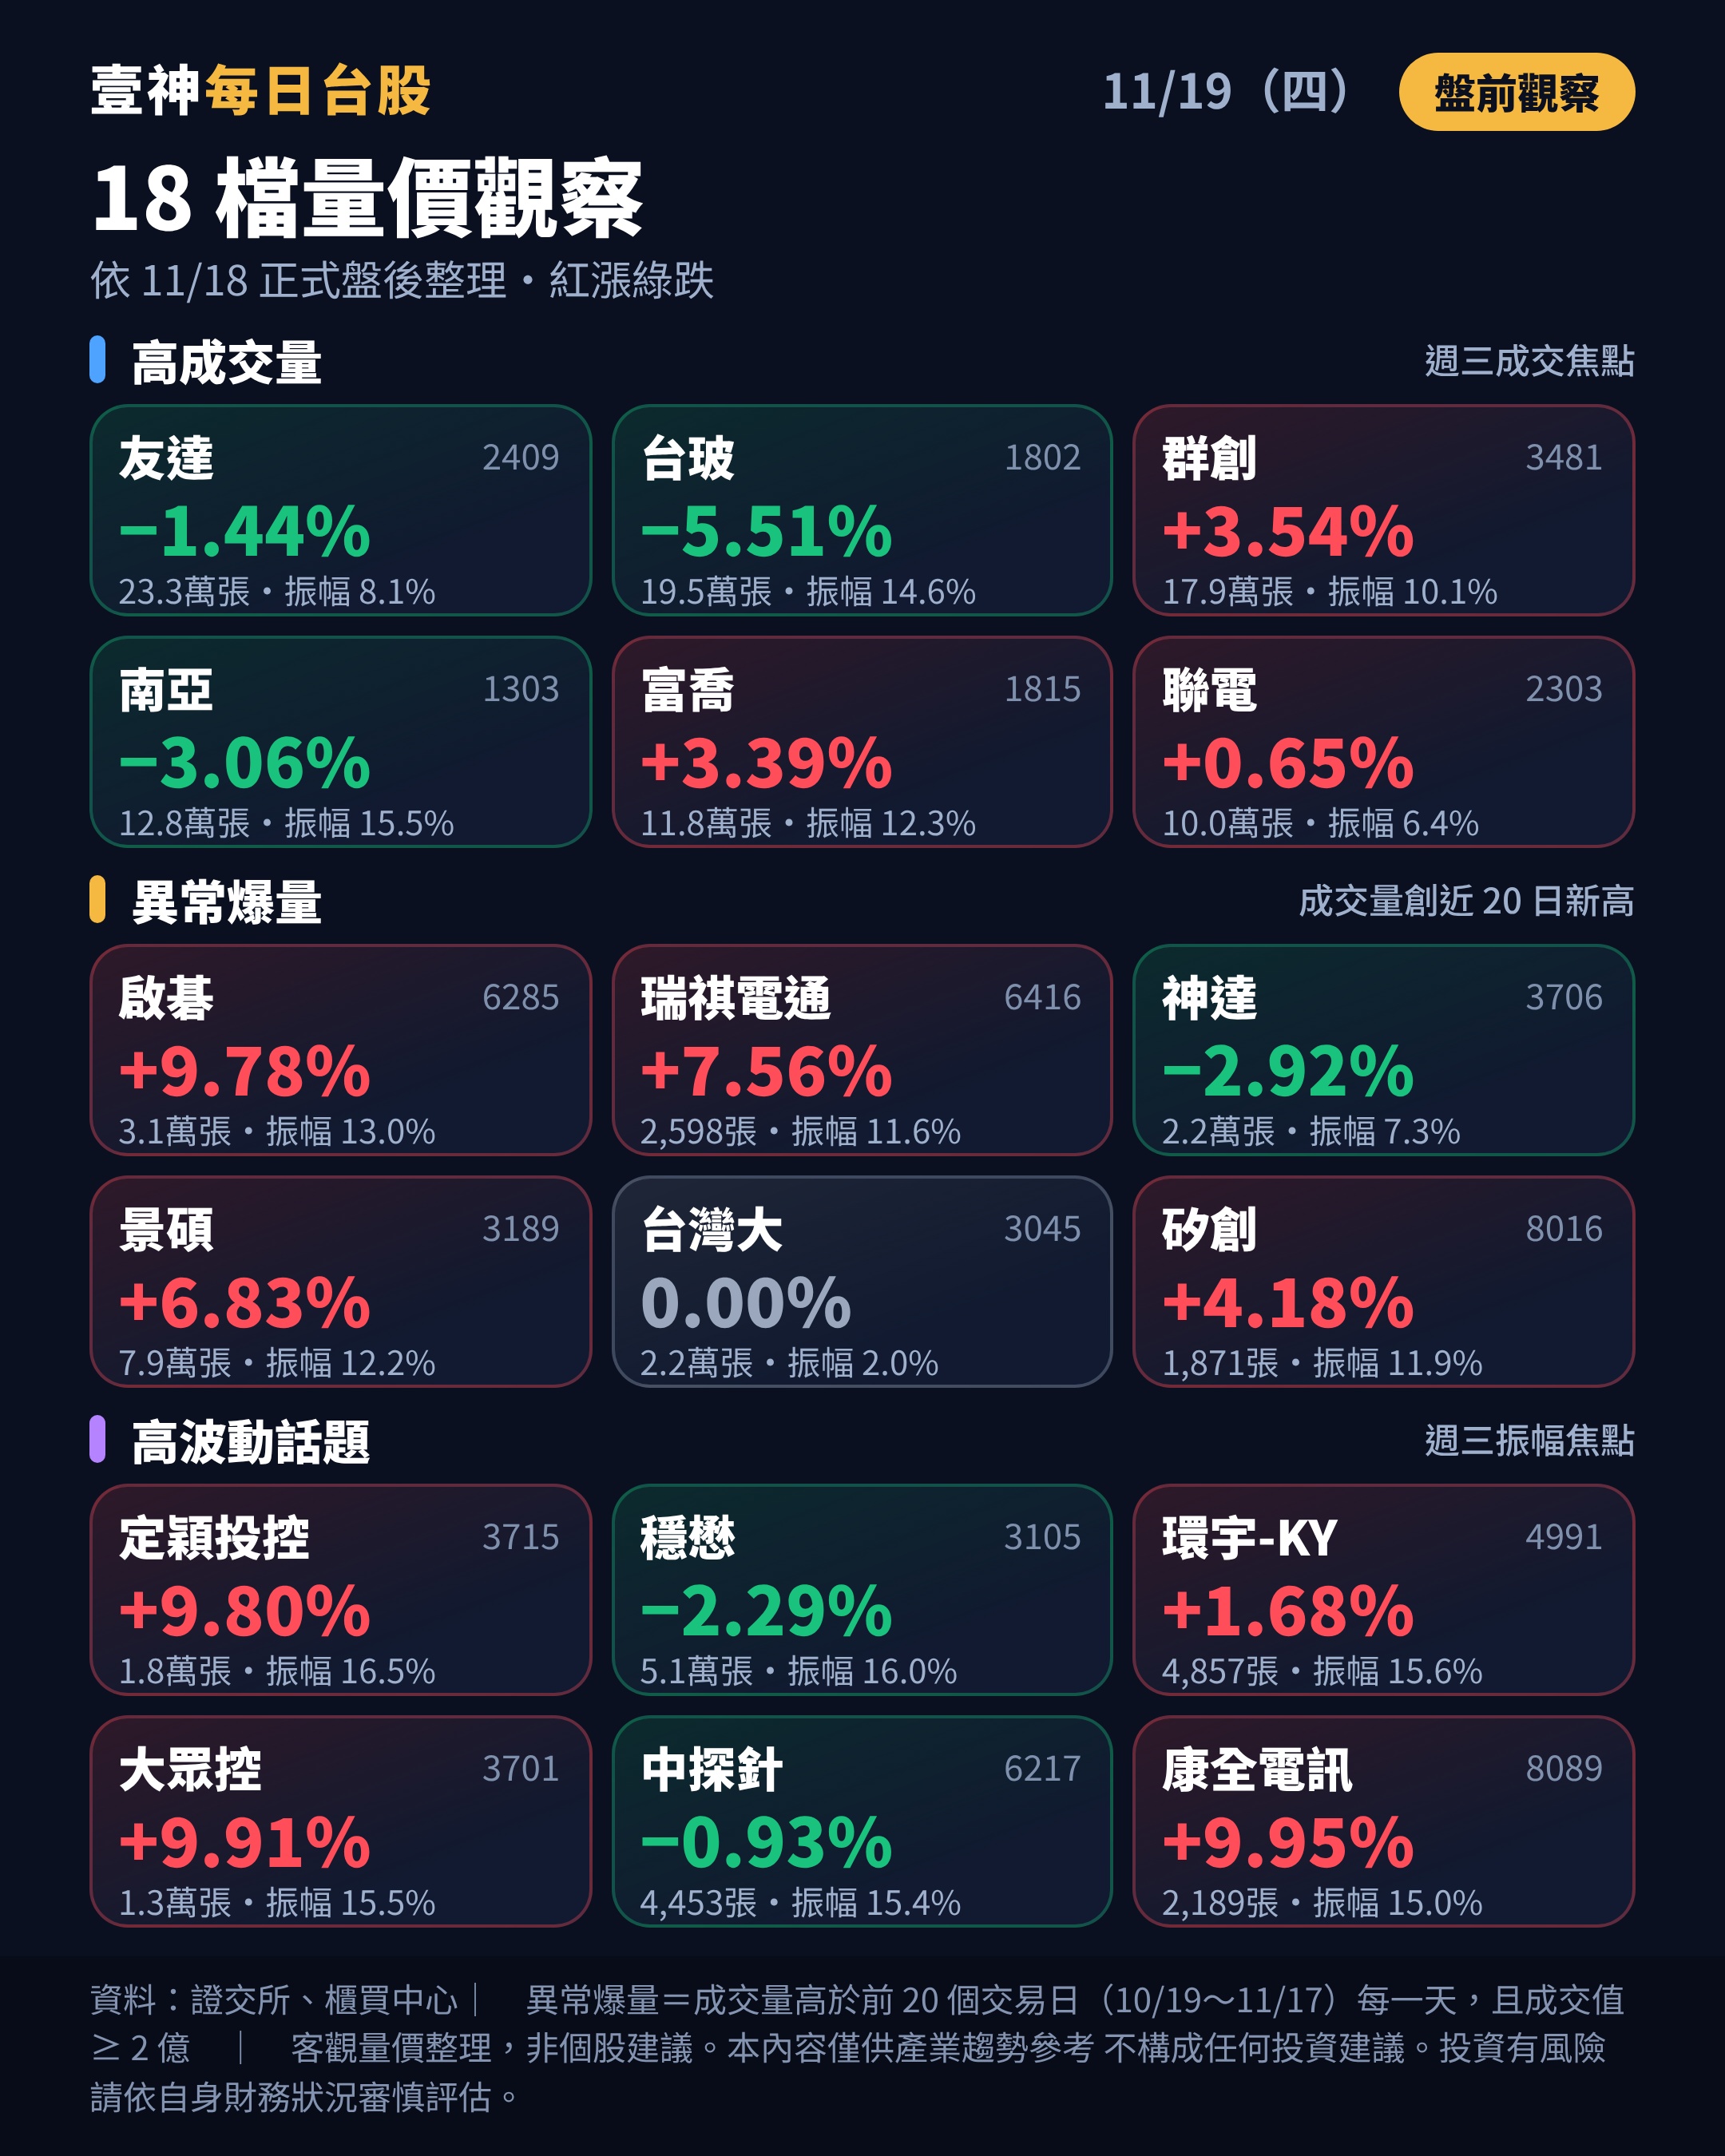 壹神每日台股
11/19（四） 盤前觀察
18 檔量價觀察
依 11/18 正式盤後整理・紅漲綠跌
高成交量 週三成交焦點
友達 2409
−1.44%
23.3萬張・振幅 8.1%
台玻 1802
−5.51%
19.5萬張・振幅 14.6%
群創 3481
+3.54%
17.9萬張・振幅 10.1%
南亞 1303
−3.06%
12.8萬張・振幅 15.5%
富喬 1815
+3.39%
11.8萬張・振幅 12.3%
聯電 2303
+0.65%
10.0萬張・振幅 6.4%
異常爆量 成交量創近 20 日新高
啟碁 6285
+9.78%
3.1萬張・振幅 13.0%
瑞祺電通 6416
+7.56%
2,598張・振幅 11.6%
神達 3706
−2.92%
2.2萬張・振幅 7.3%
景碩 3189
+6.83%
7.9萬張・振幅 12.2%
台灣大 3045
0.00%
2.2萬張・振幅 2.0%
矽創 8016
+4.18%
1,871張・振幅 11.9%
高波動話題 週三振幅焦點
定穎投控 3715
+9.80%
1.8萬張・振幅 16.5%
穩懋 3105
−2.29%
5.1萬張・振幅 16.0%
環宇-KY 4991
+1.68%
4,857張・振幅 15.6%
大眾控 3701
+9.91%
1.3萬張・振幅 15.5%
中探針 6217
−0.93%
4,453張・振幅 15.4%
康全電訊 8089
+9.95%
2,189張・振幅 15.0%
資料：證交所、櫃買中心｜ 異常爆量＝成交量高於前 20 個交易日（10/19～11/17）每一天，且成交值
≥ 2 億 ｜ 客觀量價整理，非個股建議。本內容僅供產業趨勢參考 不構成任何投資建議。投資有風險
請依自身財務狀況審慎評估。